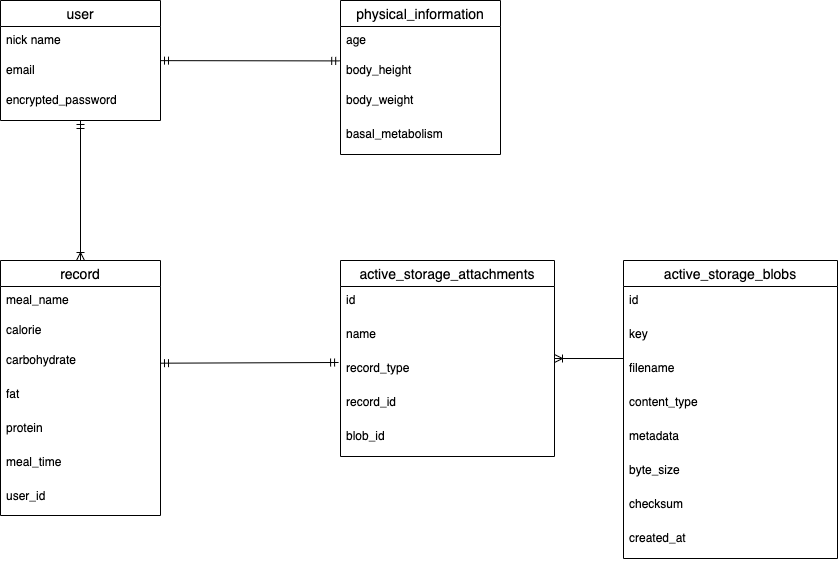 user
nick name
email
encrypted_password
physical_information
age
body_height
body_weight
basal_metabolism
record
meal_name
calorie
carbohydrate
fat
protein
meal_time
user_id
active_storage_attachments
id
name
record_type
record_id
blob_id
active_storage_blobs
id
key
filename
content_type
metadata
byte_size
checksum
created_at